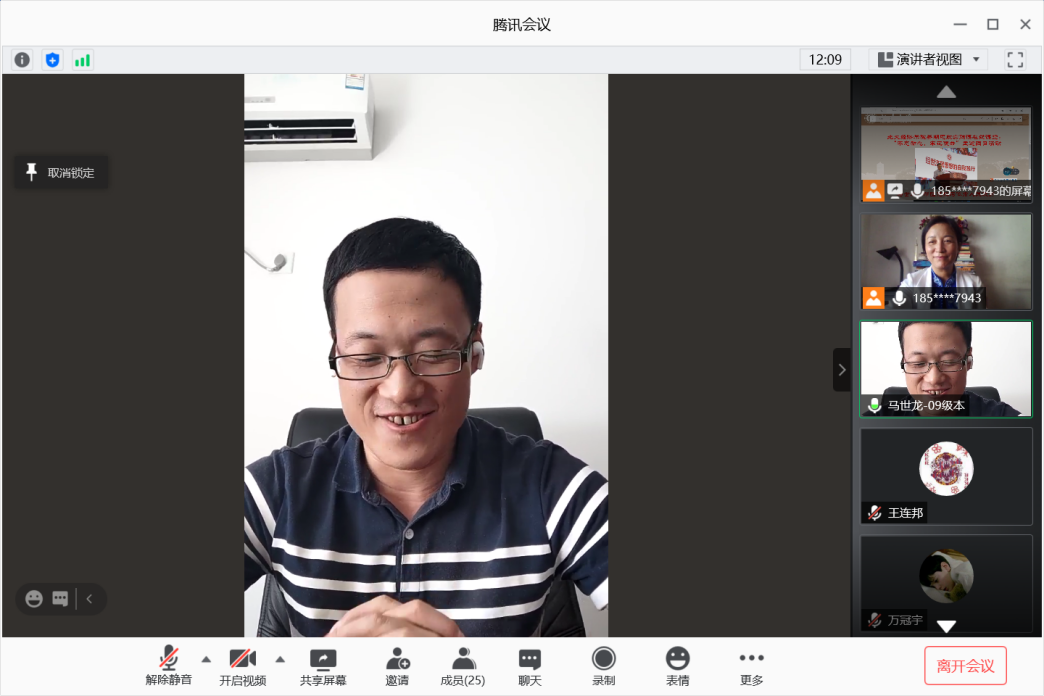 腾讯会议
12:09
演讲者视图
取消锁定
185****7943的屏幕
185****7943
马世龙-09级本
王连邦
万冠宇
解除静音
开启视频
共享屏幕
邀请
成员(25)
聊天
录制
表情
更多
离开会议